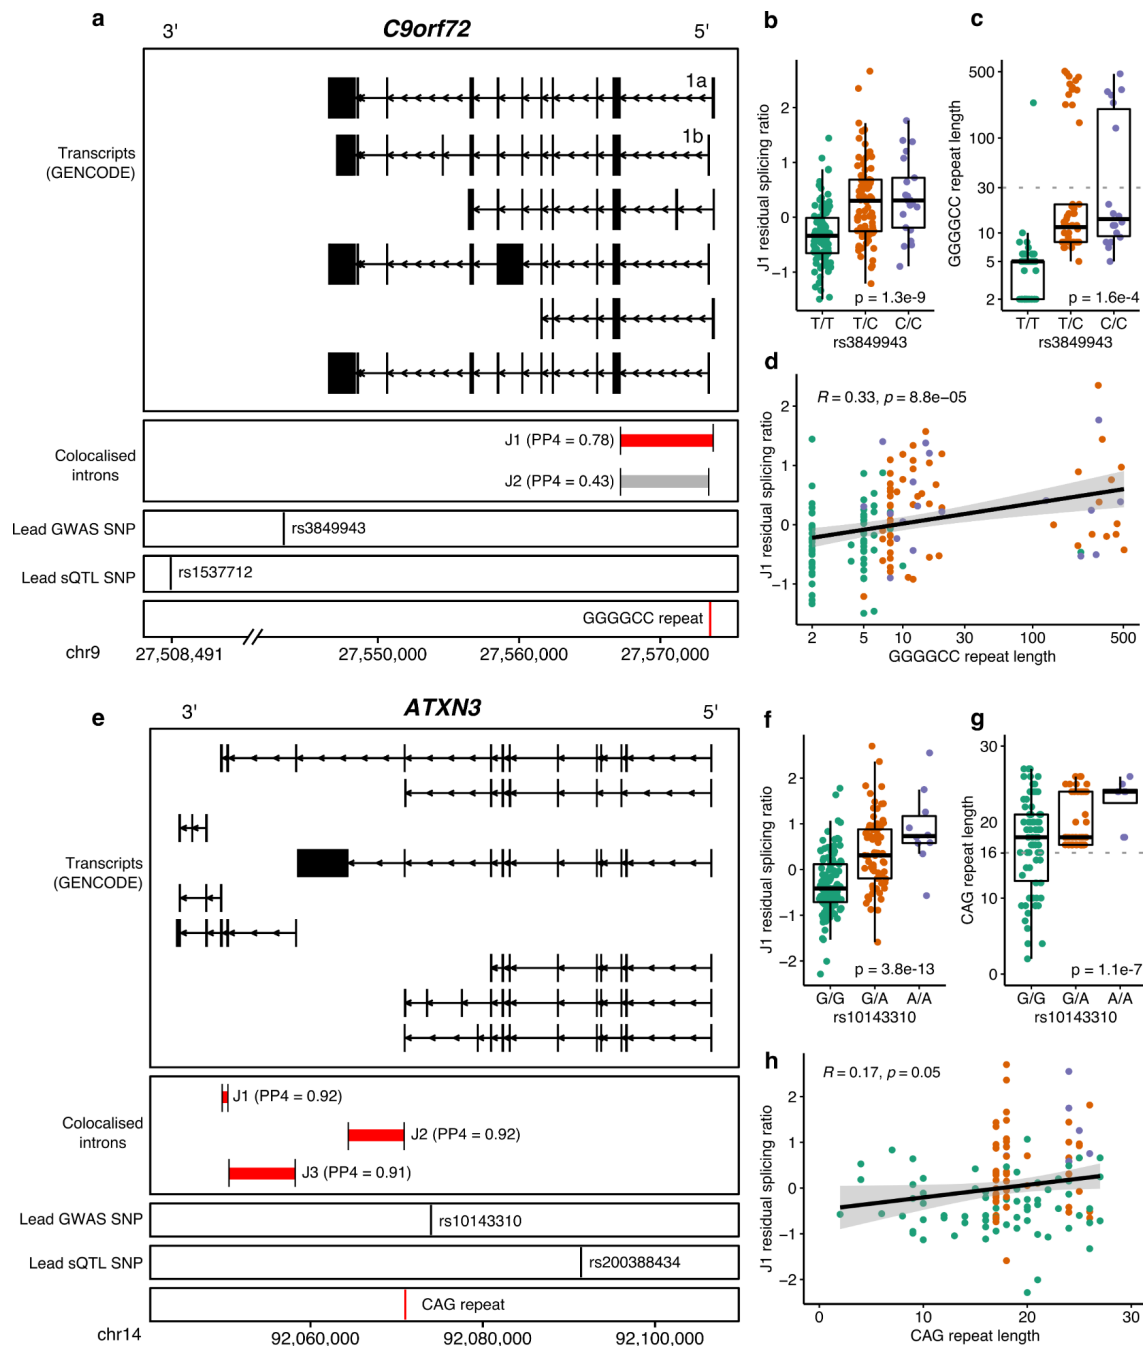 a
3'
C9orf72
5'
1a
1b
Transcripts
(GENCODE)
J1 (PP4 = 0.78)
J2 (PP4 = 0.43)
Colocalised
introns
Lead GWAS SNP
rs3849943
Lead sQTL SNP
rs1537712
GGGGCC repeat
chr9
27,508,491
27,550,000
27,560,000
27,570,000
b
J1 residual splicing ratio
2
1
0
−1
p = 1.3e-9
T/T
T/C
C/C
rs3849943
c
GGGGCC repeat length
500
100
30
10
5
2
p = 1.6e-4
T/T
T/C
C/C
rs3849943
d
R = 0.33, p = 8.8e−05
J1 residual splicing ratio
2
1
0
−1
2
5
10
30
100
500
GGGGCC repeat length
e
3'
ATXN3
5'
Transcripts
(GENCODE)
Colocalised
introns
J1 (PP4 = 0.92)
J2 (PP4 = 0.92)
J3 (PP4 = 0.91)
Lead GWAS SNP
rs10143310
Lead sQTL SNP
rs200388434
CAG repeat
chr14
92,060,000
92,080,000
92,100,000
f
J1 residual splicing ratio
2
1
0
−1
−2
p = 3.8e-13
G/G
G/A
A/A
rs10143310
g
CAG repeat length
30
20
16
10
0
p = 1.1e-7
G/G
G/A
A/A
rs10143310
h
R = 0.17, p = 0.05
J1 residual splicing ratio
2
1
0
−1
−2
0
10
20
30
CAG repeat length